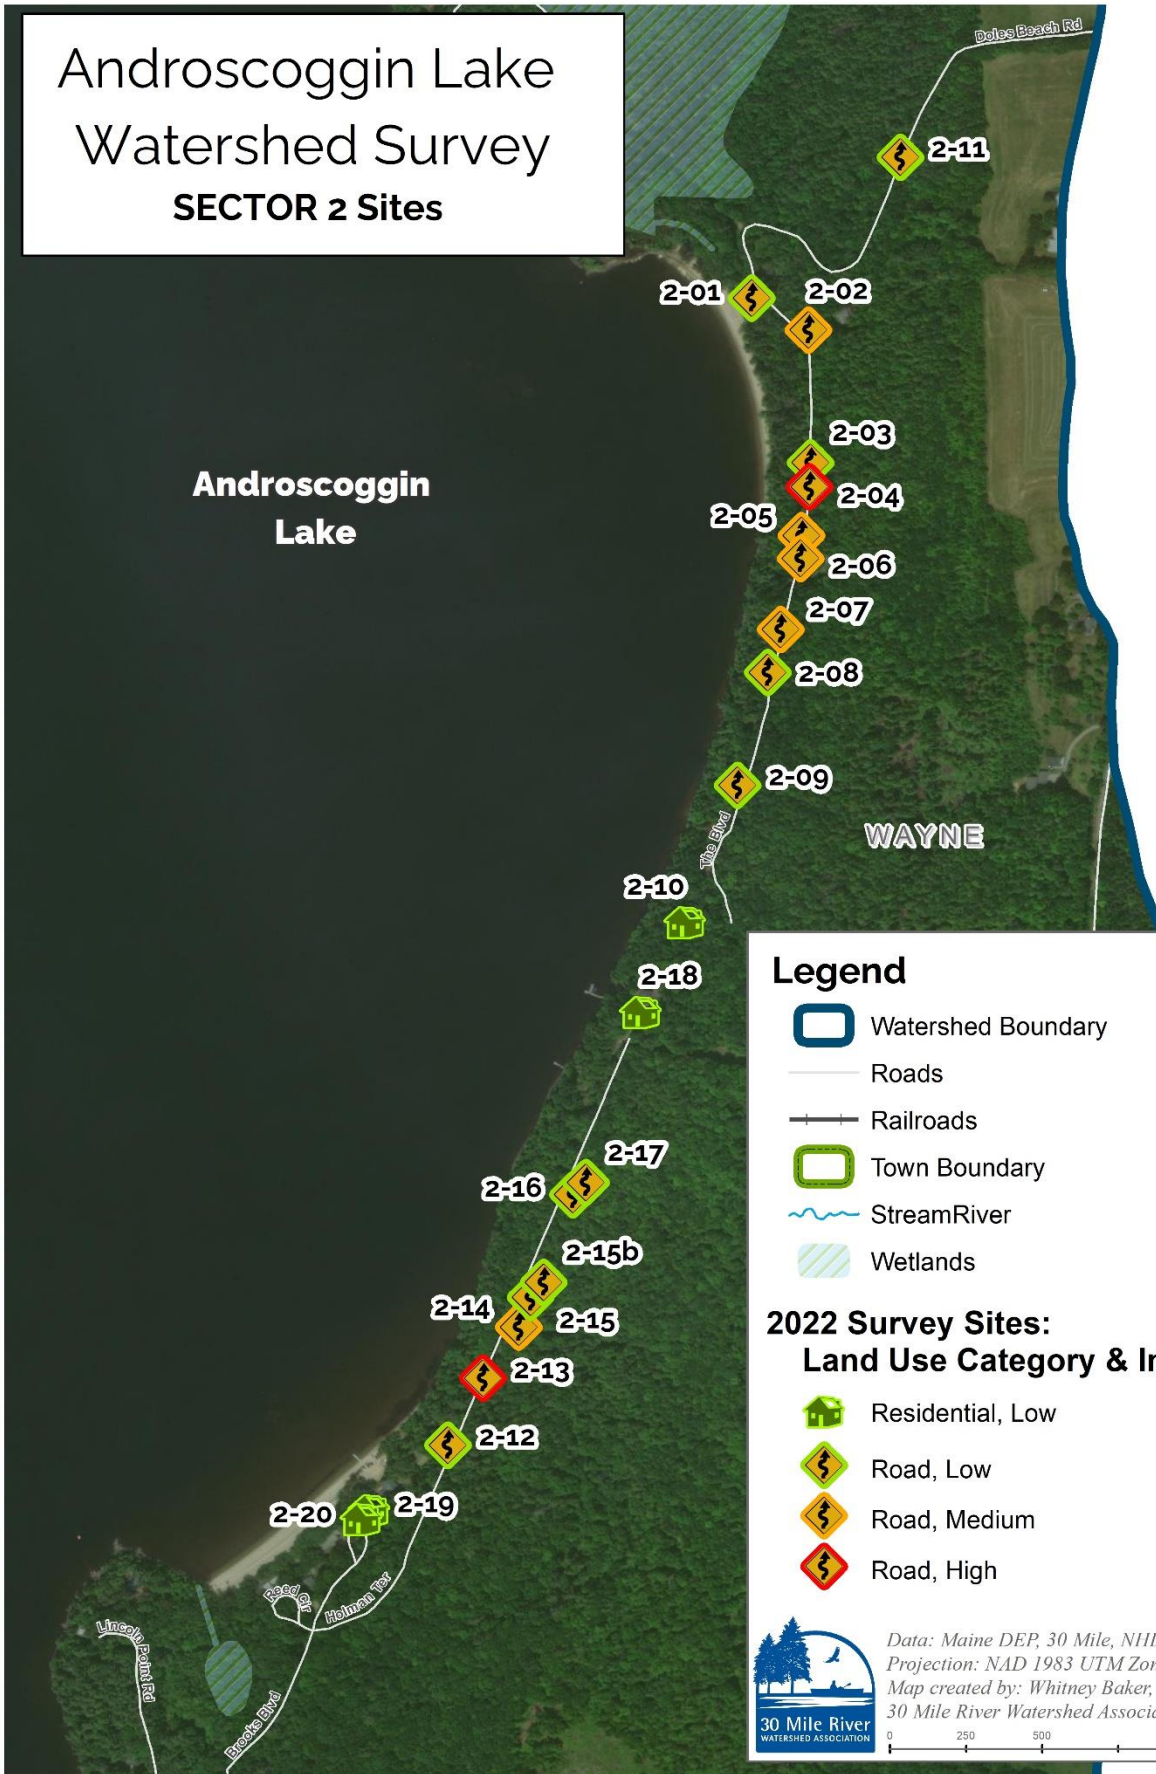 Androscoggin Lake
Watershed Survey
SECTOR 2 Sites
Doles Beach Rd
2-11
2-01
2-02
2-03
2-04
2-05
2-06
2-07
2-08
2-09
Androscoggin
Lake
The Blvd
WAYNE
2-10
2-18
2-17
2-16
2-15b
2-14
2-15
2-13
2-12
2-19
2-20
Reed Cir
Holman Ter
Lincoln Point Rd
Brooks Blvd
Legend
Watershed Boundary
Roads
Railroads
Town Boundary
StreamRiver
Wetlands
2022 Survey Sites:
Land Use Category &
Residential, Low
Road, Low
Road, Medium
Road, High
30 Mile River
WATERSHED ASSOCIATION
Data: Maine DEP, 30 Mile,
Projection: NAD 1983 UTM
Map created by: Whitney Baker,
30 Mile River Watershed
0 250 500